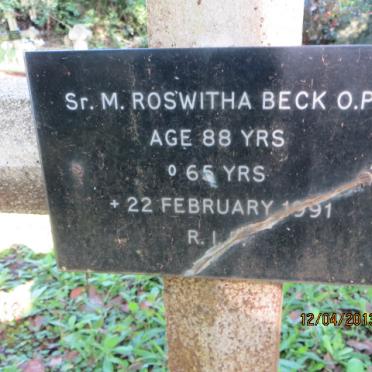 Sr. M. ROSWITHA BECK O.P
AGE 88 YRS
o 65 YRS
+ 22 FEBRUARY 1991
R. I.
12/04/2013